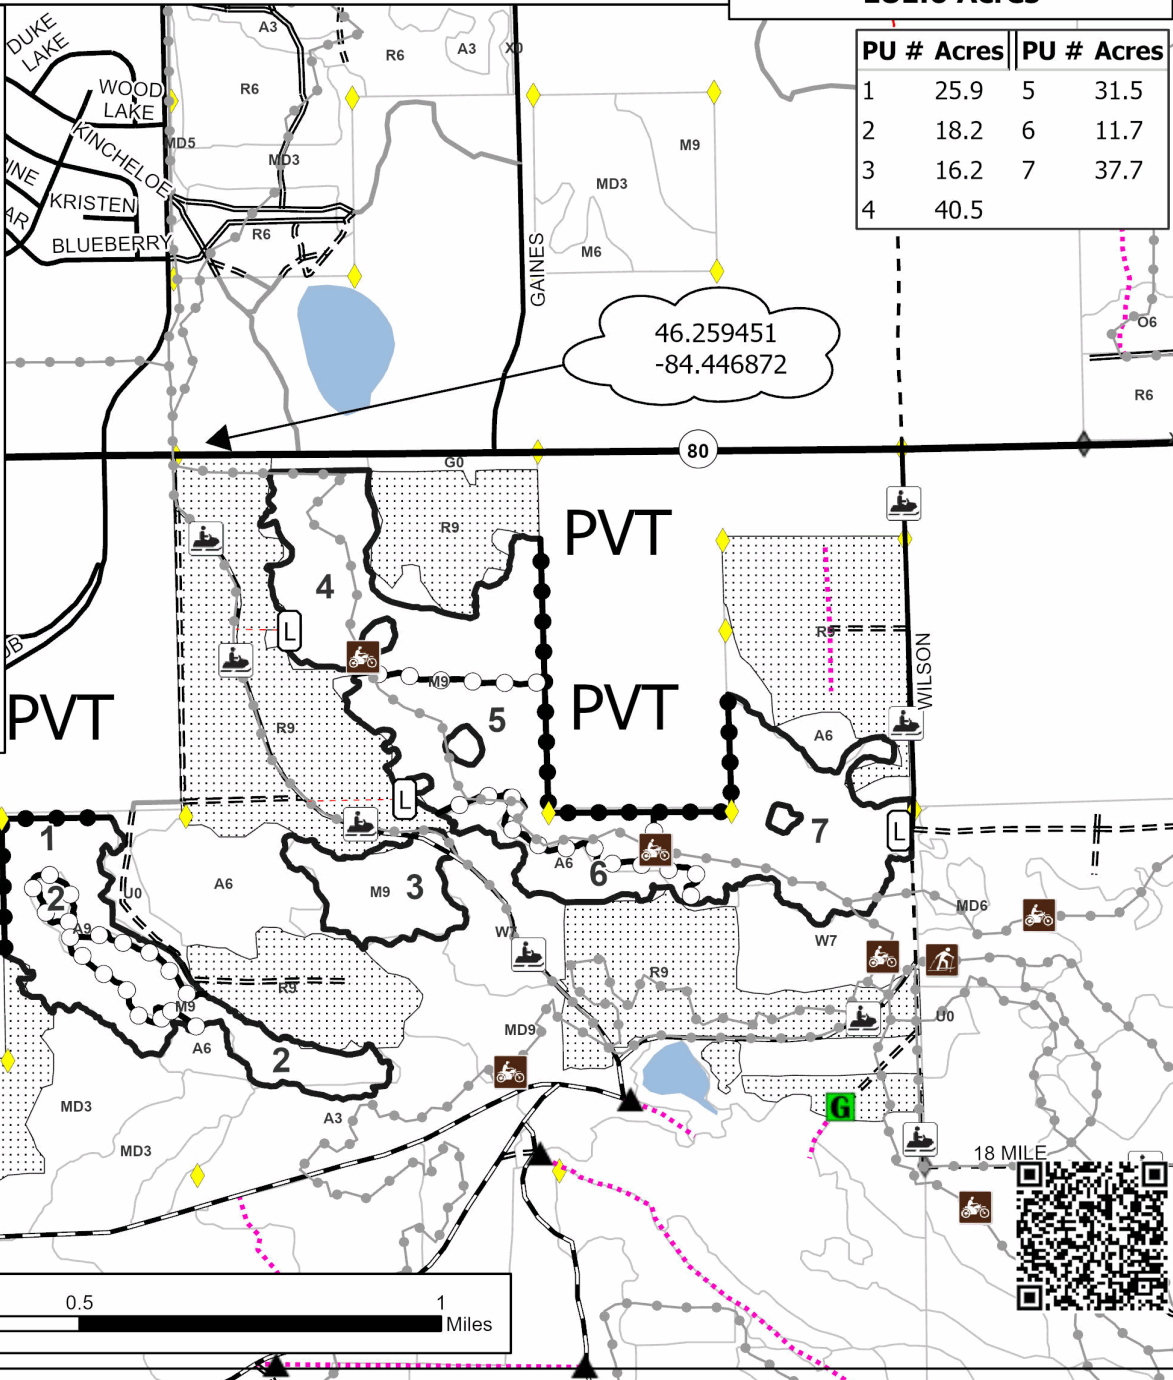 PU # Acres PU # Acres
1 25.9 5 31.5
2 18.2 6 11.7
3 16.2 7 37.7
4 40.5
DUKE
LAKE
A3
R6
A3
X0
WOOD
LAKE
R6
MD5
KINCHELOE
MD3
M9
MD3
KRISTEN
BLUEBERRY
R6
M6
GAINES
46.259451
-84.446872
O6
R6
80
G0
R9
PVT
4
L
R5
WILSON
M9
PVT
PVT
5
R9
A6
L
1
7
L
A6
6
2
U0
A6
M9
3
A9
W7
MD6
W7
R9
R9
M9
U0
MD9
A6
2
MD3
A3
G
MD3
18 MILE
0.5 1
Miles